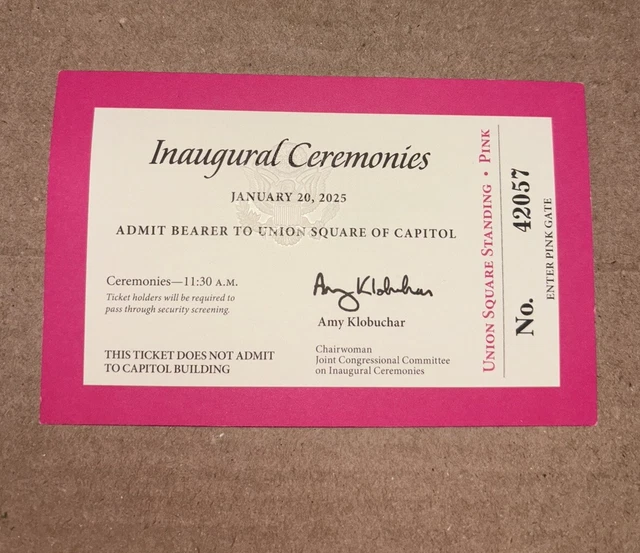 Inaugural Ceremonies
JANUARY 20, 2025
ADMIT BEARER TO UNION SQUARE OF CAPITOL
Ceremonies—11:30 A.M.
Ticket holders will be required to
pass through security screening.
THIS TICKET DOES NOT ADMIT
TO CAPITOL BUILDING
Amy Klobuchar
Amy Klobuchar
Chairwoman
Joint Congressional Committee
on Inaugural Ceremonies
UNION SQUARE STANDING • PINK
No. 42057
ENTER PINK GATE